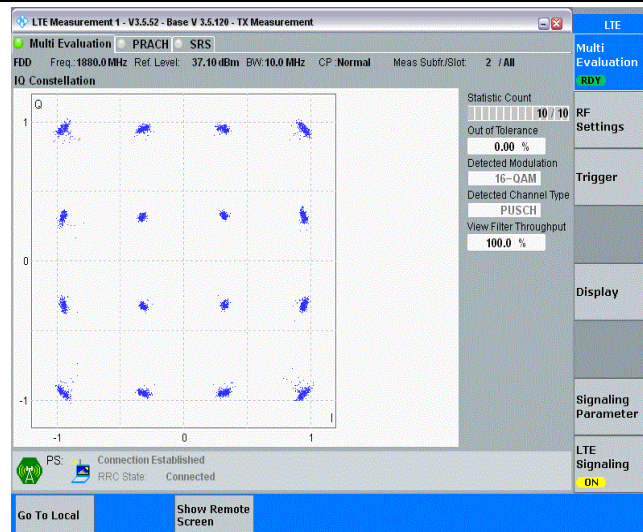 LTE Measurement 1 - V3.5.52 - Base V 3.5.120 - TX Measurement
LTE
Multi Evaluation PRACH SRS
Multi
Evaluation
RDY
FDD Freq.:1880.0 MHz Ref. Level: 37.10 dBm BW:10.0 MHz CP :Normal Meas Subfr./Slot: 2 / All
IQ Constellation
Q
1
0
-1
-1 0 1
I
Statistic Count
10 / 10
Out of Tolerance
0.00 %
Detected Modulation
16-QAM
Detected Channel Type
PUSCH
View Filter Throughput
100.0 %
RF
Settings
Trigger
Display
Signaling
Parameter
LTE
Signaling
ON
PS: Connection Established
RRC State: Connected
Go To Local
Show Remote
Screen